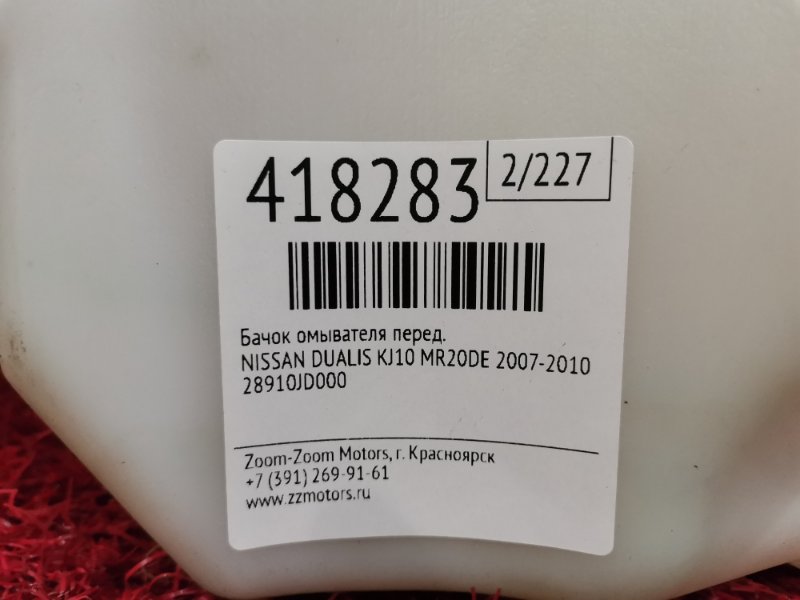 418283
2/227
Бачок омывателя перед.
NISSAN DUALIS KJ10 MR20DE 2007-2010
28910JD000
Zoom-Zoom Motors, г. Красноярск
+7 (391) 269-91-61
www.zzmotors.ru